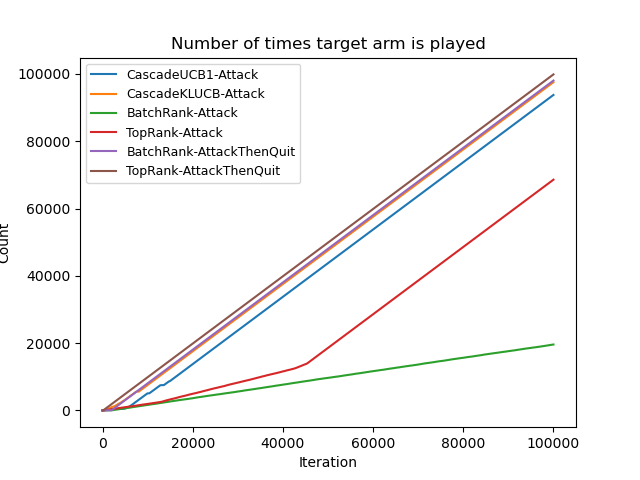 Number of times target arm is played
CascadeUCB1-Attack
CascadeKLUCB-Attack
BatchRank-Attack
TopRank-Attack
BatchRank-AttackThenQuit
TopRank-AttackThenQuit
Count
100000
80000
60000
40000
20000
0
0 20000 40000 60000 80000 100000
Iteration